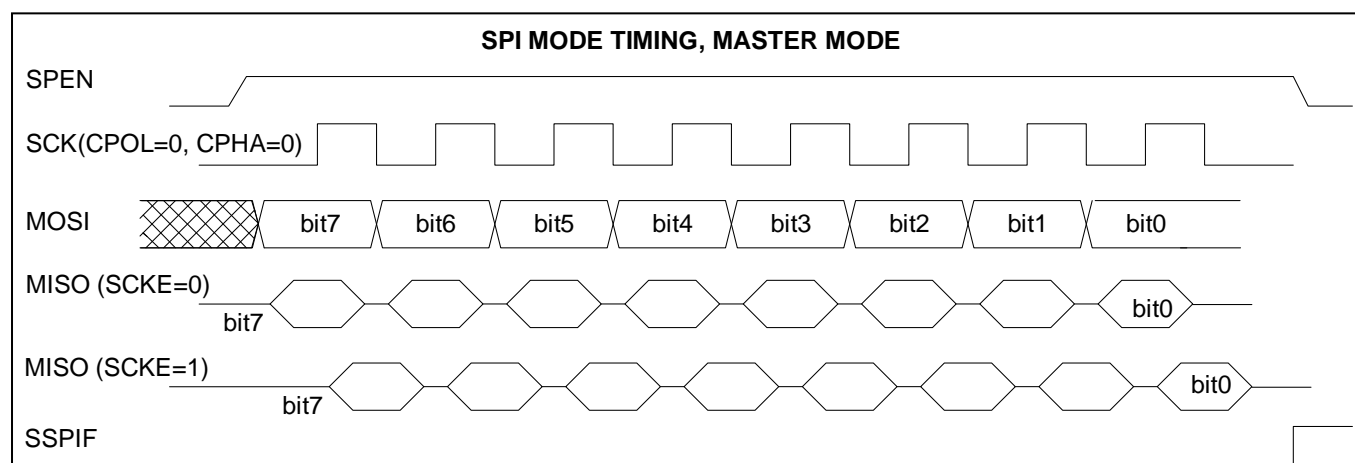 SPI MODE TIMING, MASTER MODE
SPEN
SCK(CPOL=0, CPHA=0)
MOSI bit7 bit6 bit5 bit4 bit3 bit2 bit1 bit0
MISO (SCKE=0)
bit7 bit0
MISO (SCKE=1)
bit7 bit0
SSPIF